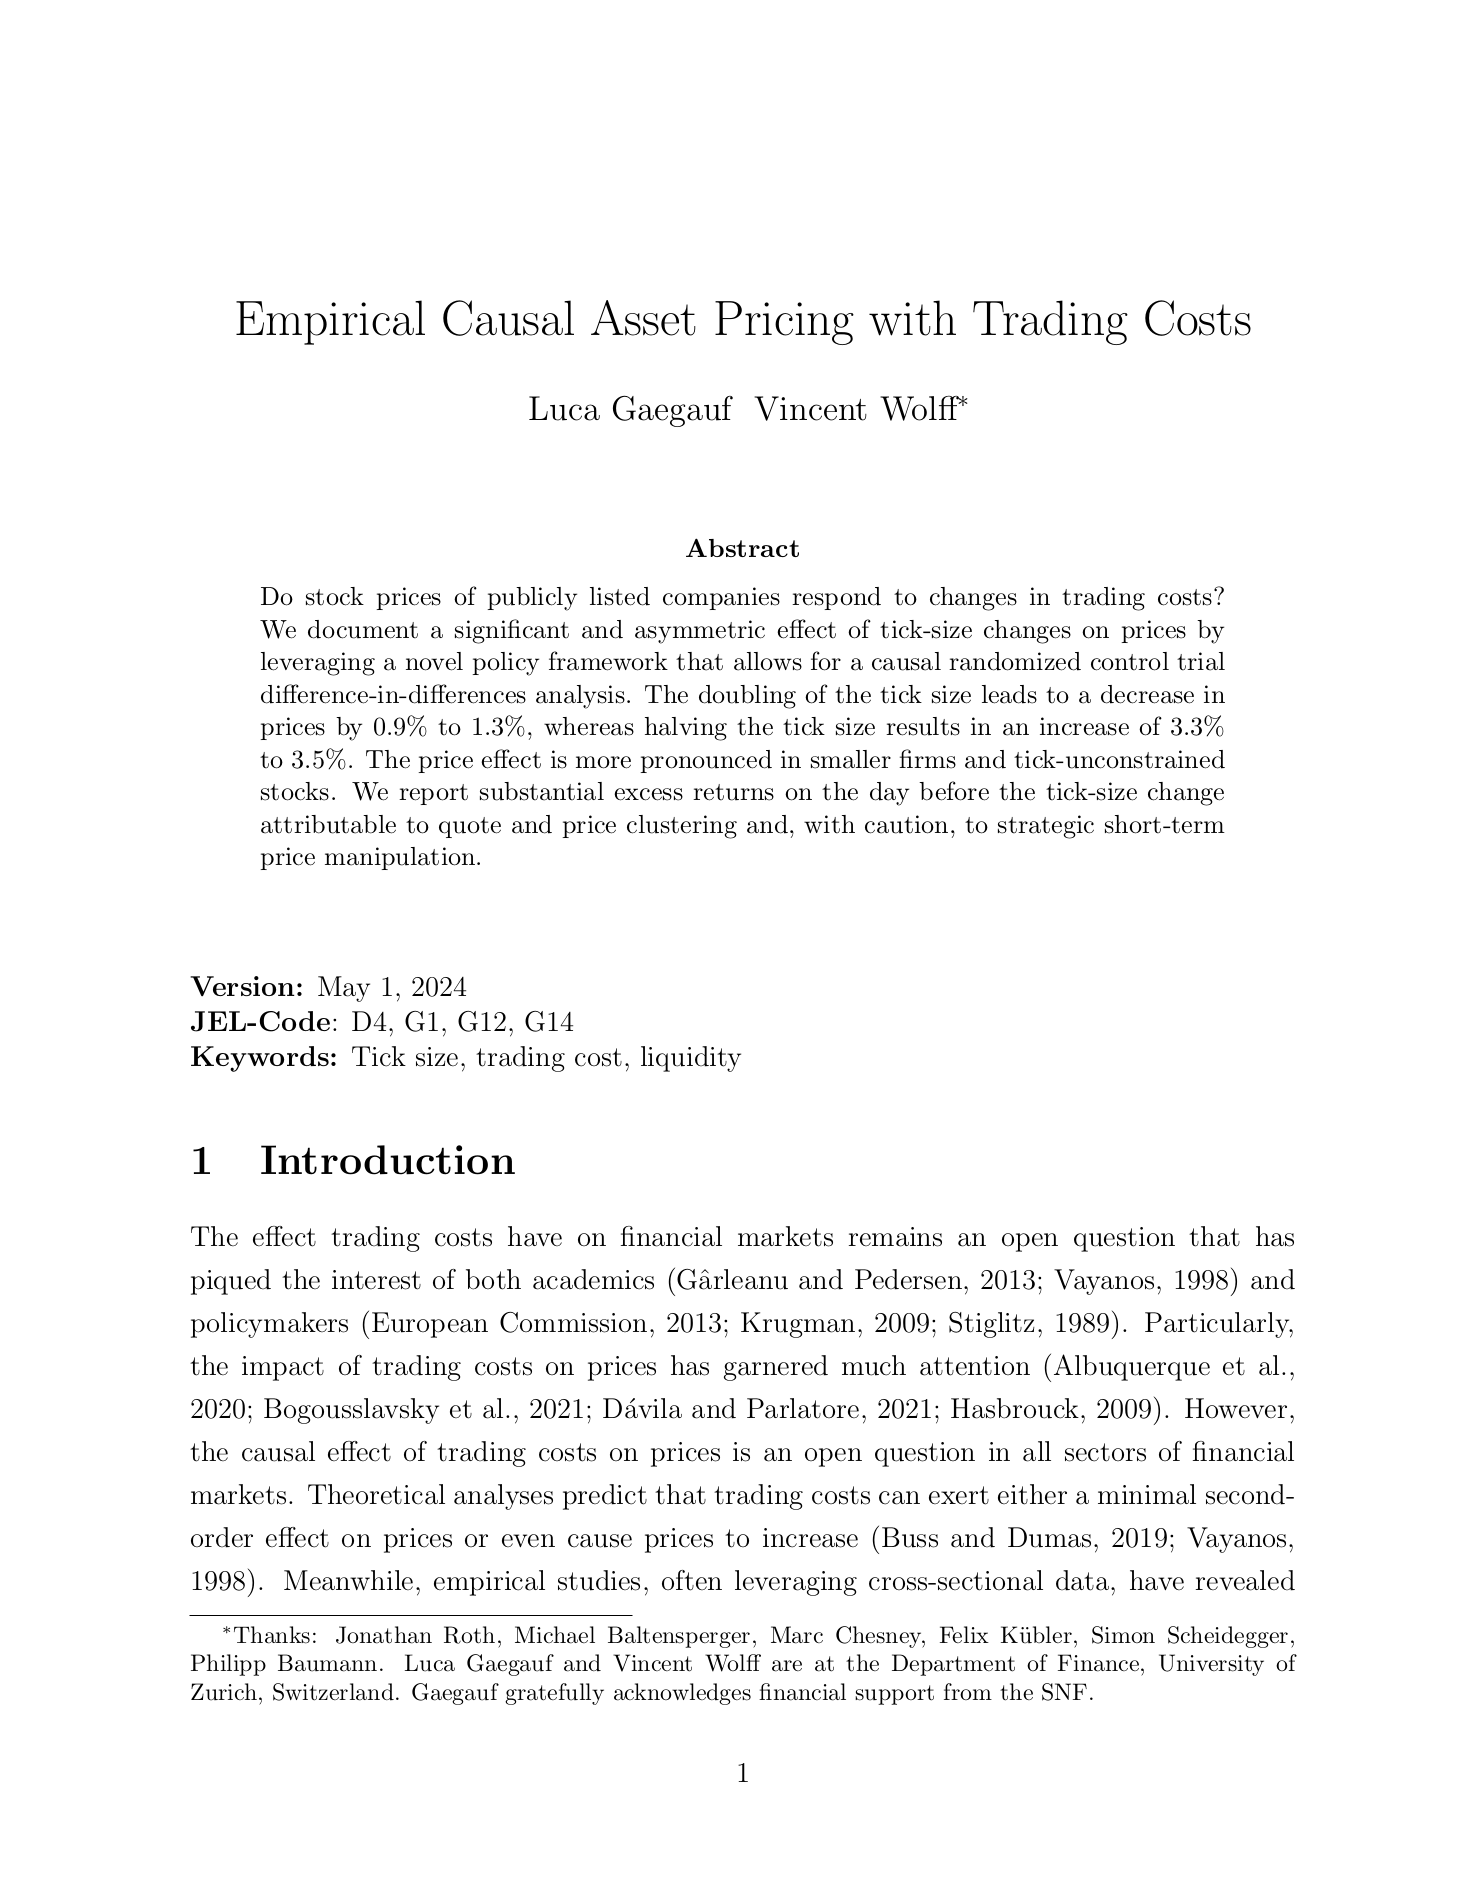 Empirical Causal Asset Pricing with Trading Costs
Luca Gaegauf Vincent Wolff*
Abstract
Do stock prices of publicly listed companies respond to changes in trading costs?
We document a significant and asymmetric effect of tick-size changes on prices by
leveraging a novel policy framework that allows for a causal randomized control trial
difference-in-differences analysis. The doubling of the tick size leads to a decrease in
prices by 0.9% to 1.3%, whereas halving the tick size results in an increase of 3.3%
to 3.5%. The price effect is more pronounced in smaller firms and tick-unconstrained
stocks. We report substantial excess returns on the day before the tick-size change
attributable to quote and price clustering and, with caution, to strategic short-term
price manipulation.
Version: May 1, 2024
JEL-Code: D4, G1, G12, G14
Keywords: Tick size, trading cost, liquidity
1 Introduction
The effect trading costs have on financial markets remains an open question that has
piqued the interest of both academics (Gârleanu and Pedersen, 2013; Vayanos, 1998) and
policymakers (European Commission, 2013; Krugman, 2009; Stiglitz, 1989). Particularly,
the impact of trading costs on prices has garnered much attention (Albuquerque et al.,
2020; Bogousslavsky et al., 2021; Dávila and Parlatore, 2021; Hasbrouck, 2009). However,
the causal effect of trading costs on prices is an open question in all sectors of financial
markets. Theoretical analyses predict that trading costs can exert either a minimal second-
order effect on prices or even cause prices to increase (Buss and Dumas, 2019; Vayanos,
1998). Meanwhile, empirical studies, often leveraging cross-sectional data, have revealed
*Thanks: Jonathan Roth, Michael Baltensperger, Marc Chesney, Felix Kübler, Simon Scheidegger,
Philipp Baumann. Luca Gaegauf and Vincent Wolff are at the Department of Finance, University of
Zurich, Switzerland. Gaegauf gratefully acknowledges financial support from the SNF.
1